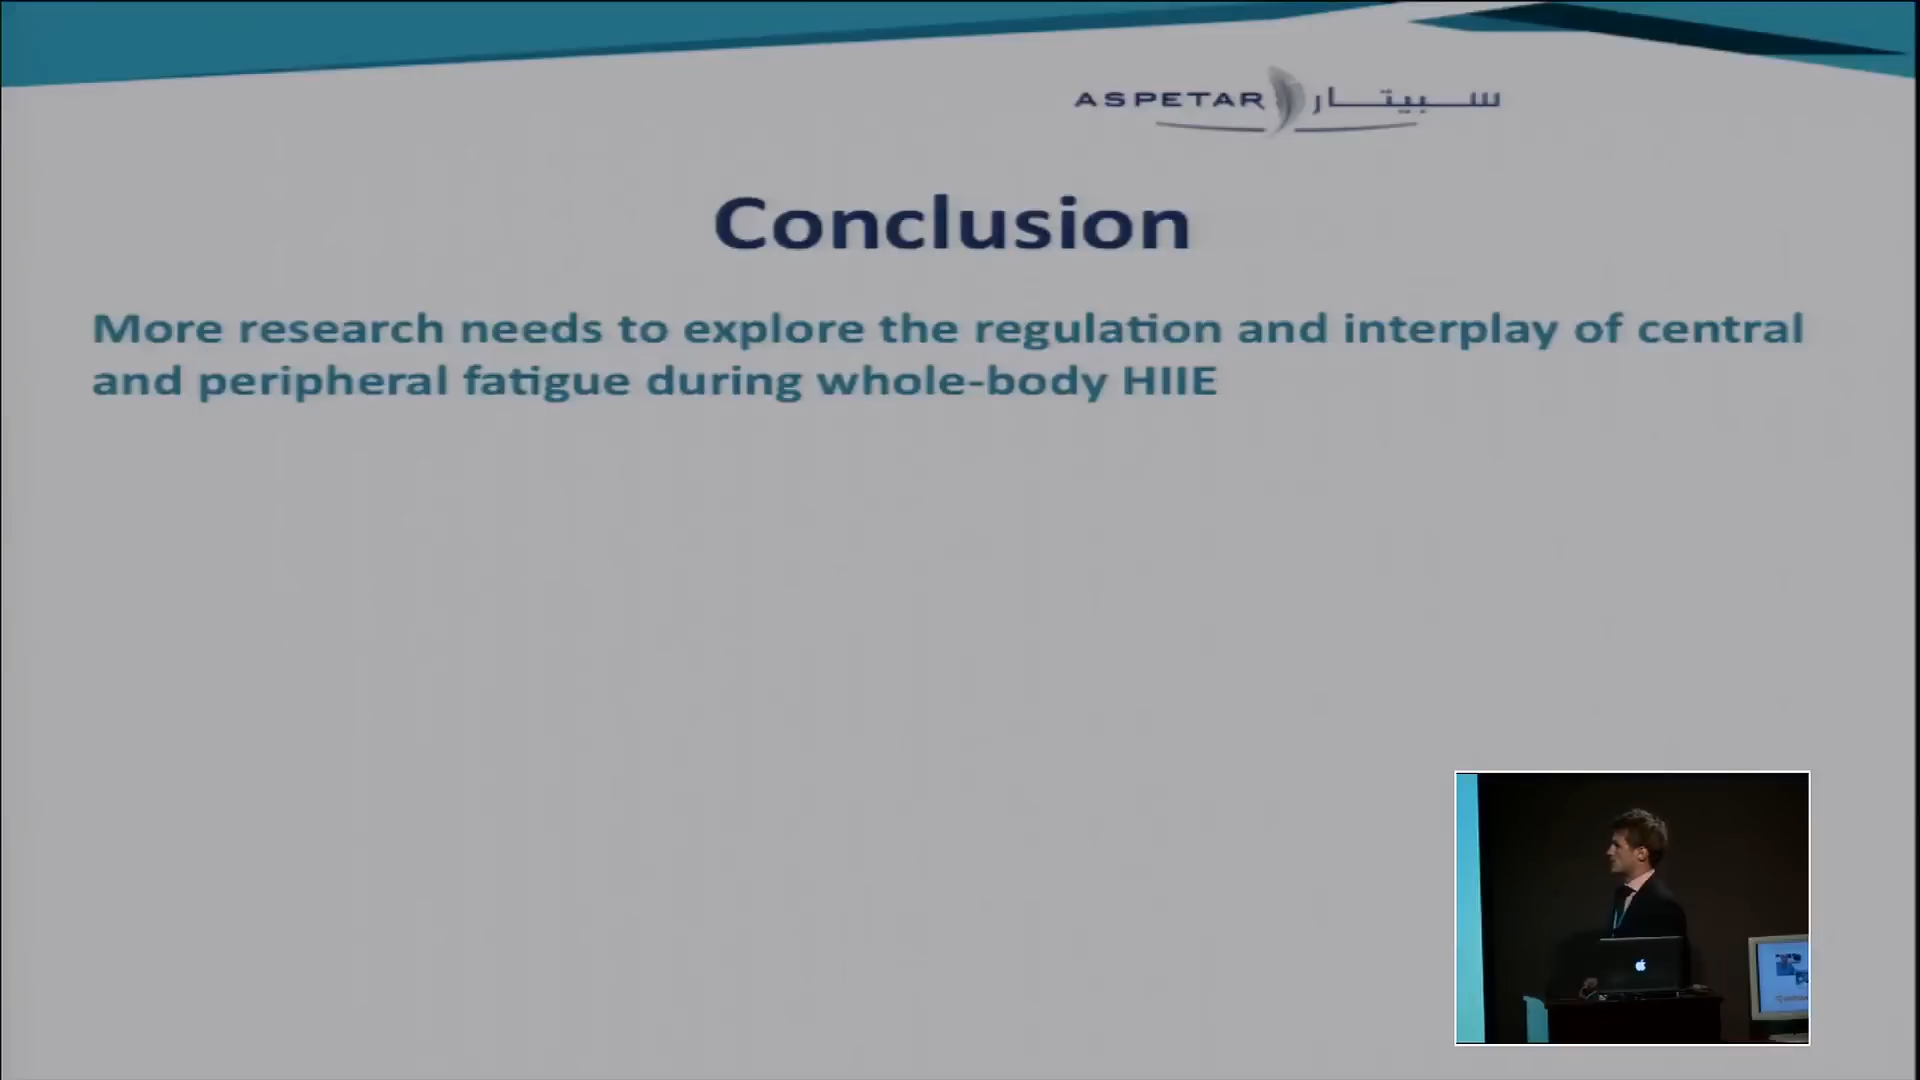 ASPETAR سبيتار
Conclusion
More research needs to explore the regulation and interplay of central
and peripheral fatigue during whole-body HIIE